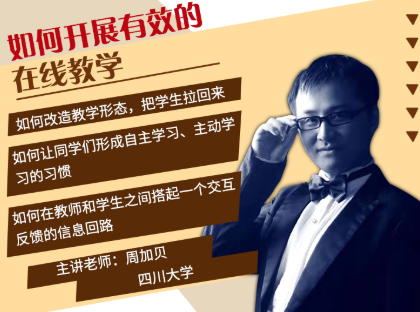 如何开展有效的
在线教学
如何改造教学形态，把学生拉回来
如何让同学们形成自主学习、主动学
习的习惯
如何在教师和学生之间搭起一个交互
反馈的信息回路
主讲老师：周加贝
四川大学